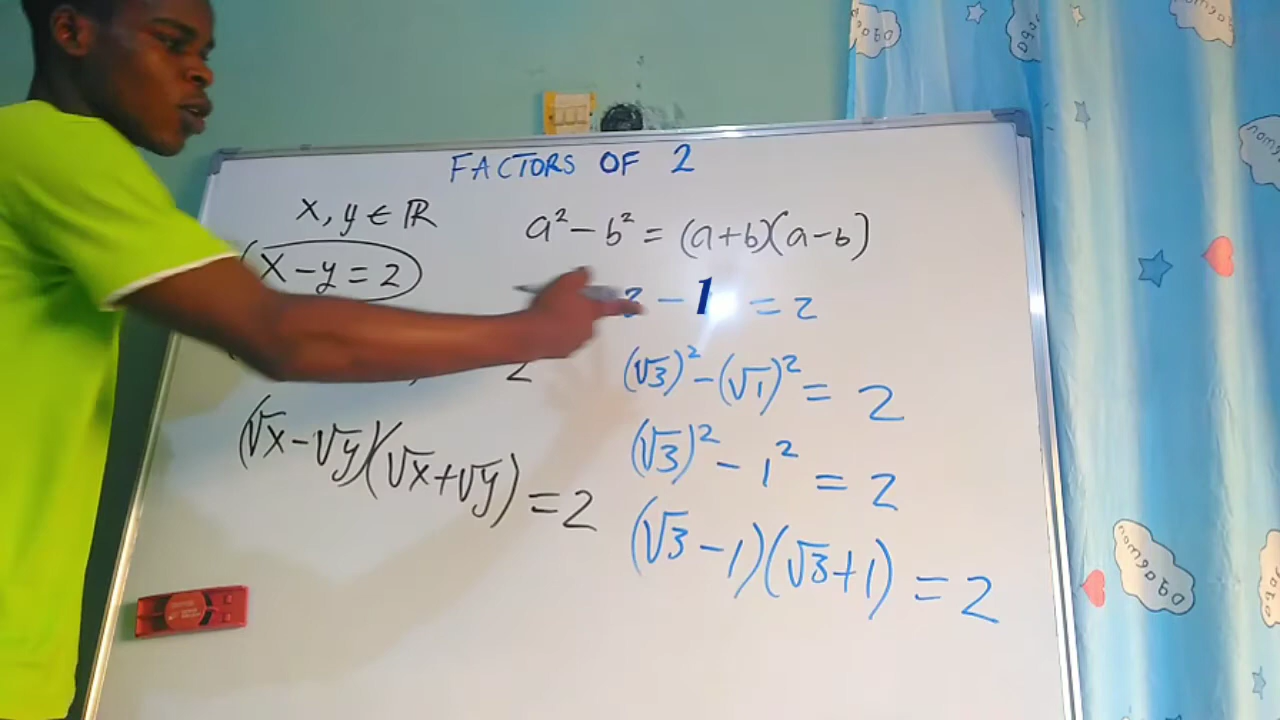 FACTORS OF 2
x, y ∈ ℝ
x - y = 2
2
(√x - √y)(√x + √y) = 2
a² - b² = (a+b)(a-b)
3 - 1 = 2
(√3)² - (√1)² = 2
(√3)² - 1² = 2
(√3 - 1)(√3 + 1) = 2